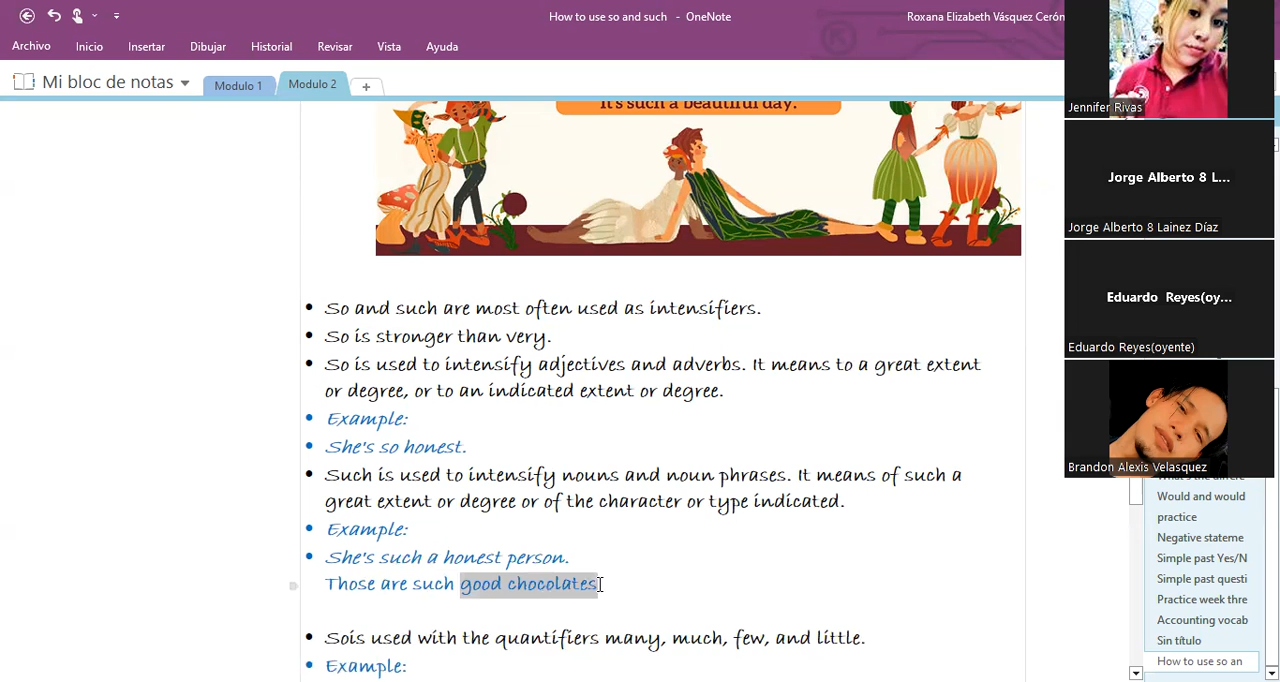 How to use so and such - OneNote
Roxana Elizabeth Vásquez Cerón
Archivo Inicio Insertar Dibujar Historial Revisar Vista Ayuda
Mi bloc de notas Modulo 1 Modulo 2 +
It's such a beautiful day.
So and such are most often used as intensifiers.
So is stronger than very.
So is used to intensify adjectives and adverbs. It means to a great extent
or degree, or to an indicated extent or degree.
Example:
She's so honest.
Such is used to intensify nouns and noun phrases. It means of such a
great extent or degree or of the character or type indicated.
Example:
She's such a honest person.
Those are such good chocolates
Sois used with the quantifiers many, much, few, and little.
Example:
Jennifer Rivas
Jorge Alberto 8 L...
Jorge Alberto 8 Lainez Díaz
Eduardo Reyes(oy...
Eduardo Reyes(oyente)
Brandon Alexis Velasquez
What's the differe
Would and would
practice
Negative stateme
Simple past Yes/N
Simple past questi
Practice week thre
Accounting vocab
Sin título
How to use so an